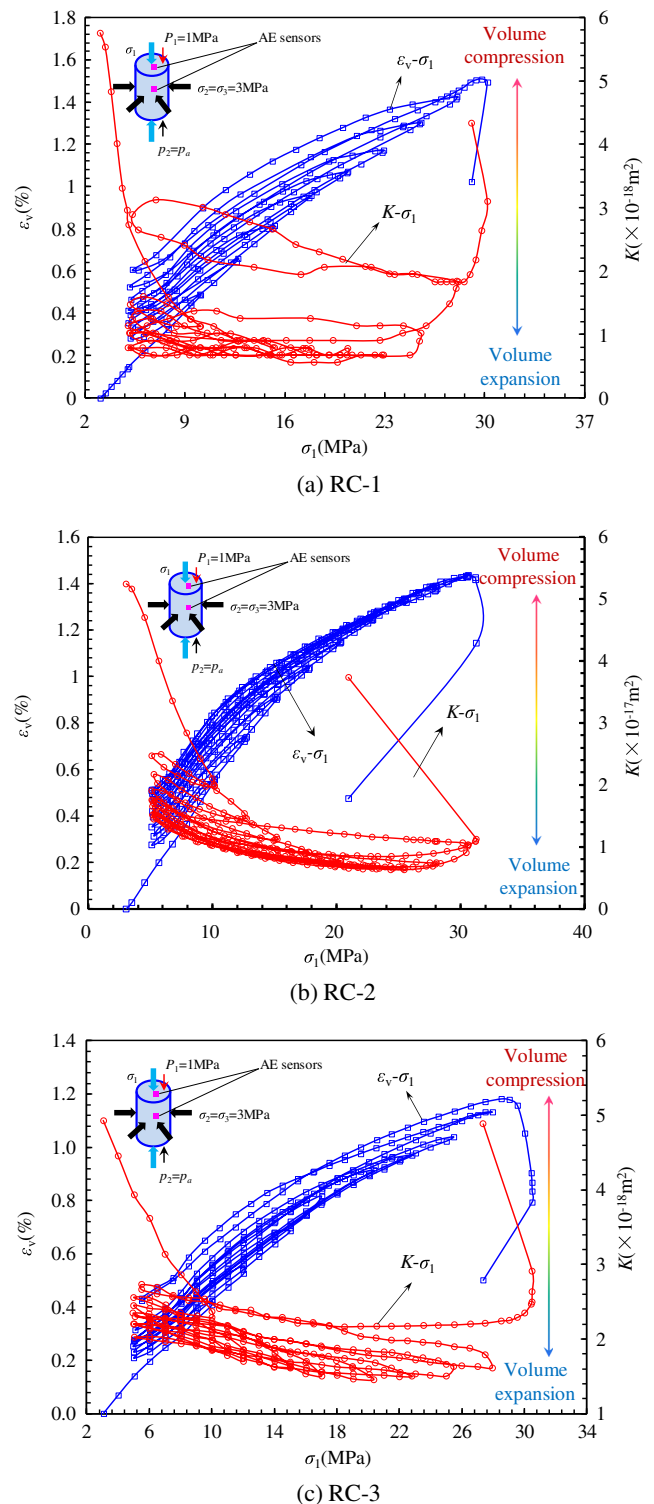 1.8
1.6
1.4
1.2
1
0.8
0.6
0.4
0.2
0
εv(%)
6
5
4
3
2
1
0
K(×10-18m2)
2 9 16 23 30 37
σ1(MPa)
σ1
P1=1MPa
AE sensors
σ2=σ3=3MPa
p2=pa
εv-σ1
K-σ1
Volume
compression
Volume
expansion
(a) RC-1
1.6
1.4
1.2
1
0.8
0.6
0.4
0.2
0
εv(%)
6
5
4
3
2
1
0
K(×10-17m2)
0 10 20 30 40
σ1(MPa)
σ1
P1=1MPa
AE sensors
σ2=σ3=3MPa
p2=pa
εv-σ1
K-σ1
Volume
compression
Volume
expansion
(b) RC-2
1.4
1.2
1.0
0.8
0.6
0.4
0.2
0.0
εv(%)
6
5
4
3
2
1
K(×10-18m2)
2 6 10 14 18 22 26 30 34
σ1(MPa)
σ1
P1=1MPa
AE sensors
σ2=σ3=3MPa
p2=pa
εv-σ1
K-σ1
Volume
compression
Volume
expansion
(c) RC-3